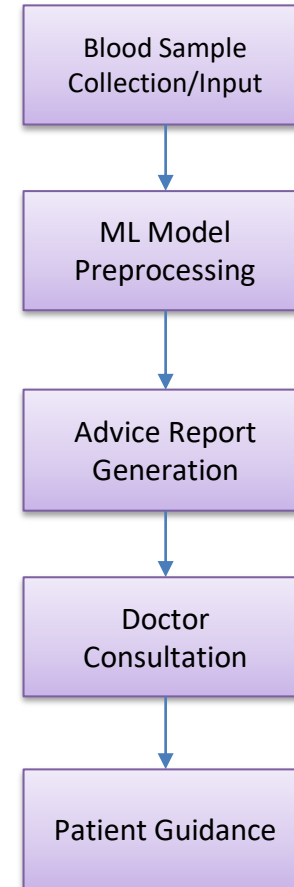 Blood Sample
Collection/Input
ML Model
Preprocessing
Advice Report
Generation
Doctor
Consultation
Patient Guidance